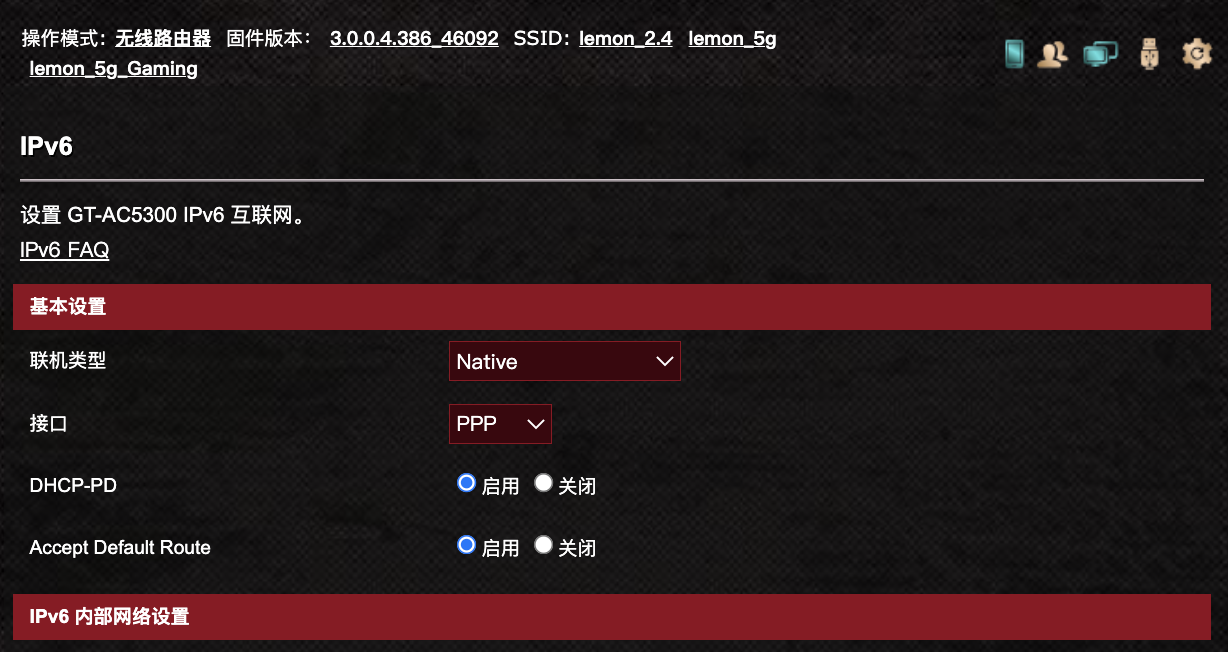 操作模式：无线路由器 固件版本： 3.0.0.4.386_46092 SSID：lemon_2.4 lemon_5g
lemon_5g_Gaming
IPv6
设置 GT-AC5300 IPv6 互联网。
IPv6 FAQ
基本设置
联机类型 Native
接口 PPP
DHCP-PD 启用 关闭
Accept Default Route 启用 关闭
IPv6 内部网络设置